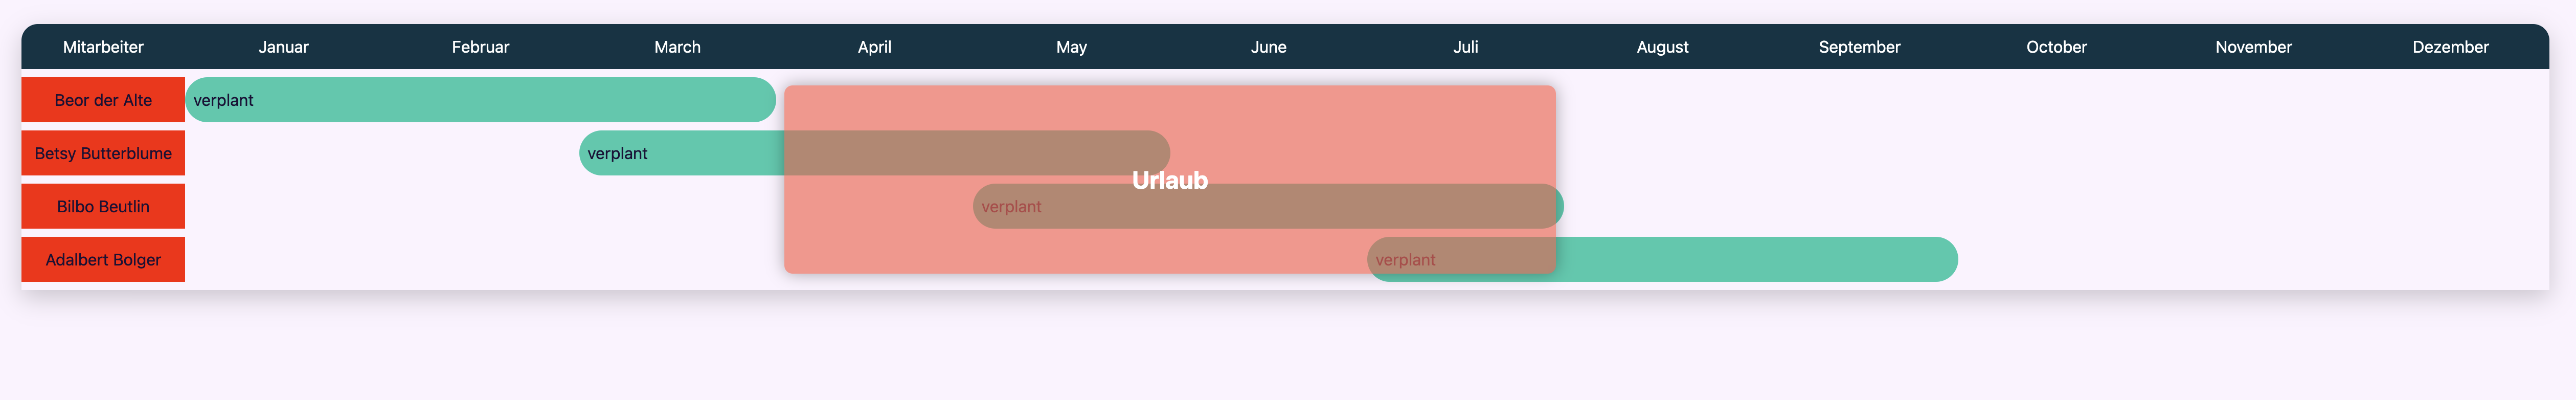 Mitarbeiter Januar Februar March April May June Juli August September October November Dezember
Beor der Alte verplant
Betsy Butterblume verplant
Urlaub
Bilbo Beutlin verplant
Adalbert Bolger verplant